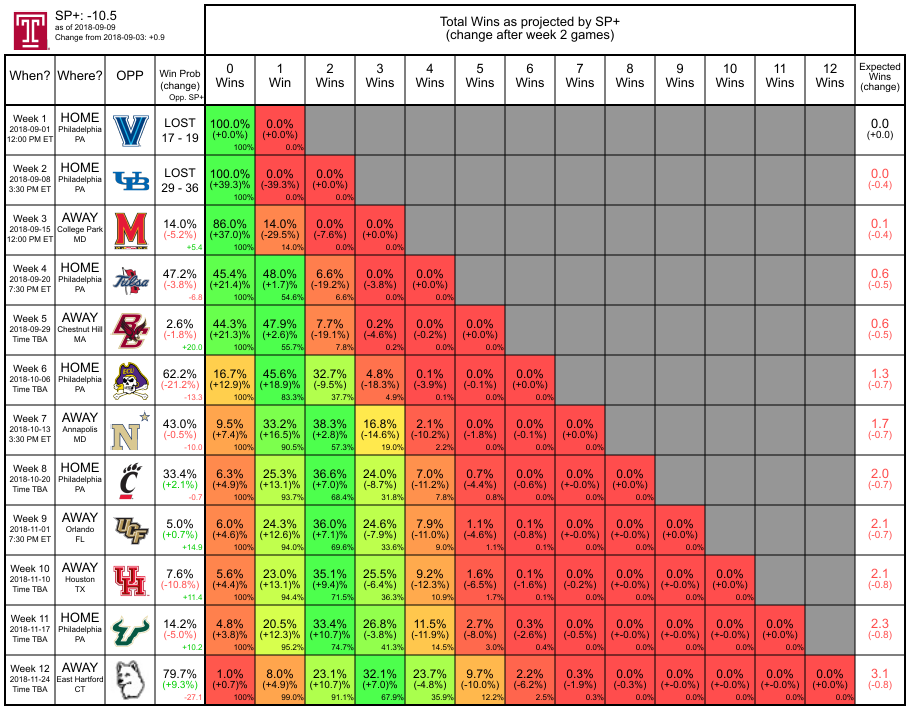 SP+: -10.5
as of 2018-09-09
Change from 2018-09-03: +0.9
Total Wins as projected by SP+
(change after week 2 games)
When? Where? OPP Win Prob (change) Opp. SP+ 0 Wins 1 Win 2 Wins 3 Wins 4 Wins 5 Wins 6 Wins 7 Wins 8 Wins 9 Wins 10 Wins 11 Wins 12 Wins Expected Wins (change)
Week 1 HOME LOST 100.0% 0.0% 0.0
2018-09-01 Philadelphia V 17 - 19 (+0.0%) (+0.0%) (+0.0)
12:00 PM ET PA 100% 0.0%
Week 2 HOME LOST 100.0% 0.0% 0.0% 0.0
2018-09-08 Philadelphia UB 29 - 36 (+39.3)% (-39.3%) (+0.0%) (-0.4)
3:30 PM ET PA 100% 0.0% 0.0%
Week 3 AWAY 14.0% 86.0% 14.0% 0.0% 0.0% 0.1
2018-09-15 College Park M (-5.2%) (+37.0)% (-29.5%) (-7.6%) (+0.0%) (-0.4)
12:00 PM ET MD +5.4 100% 14.0% 0.0% 0.0%
Week 4 HOME 47.2% 45.4% 48.0% 6.6% 0.0% 0.0% 0.6
2018-09-20 Philadelphia Tulsa (-3.8%) (+21.4)% (+1.7)% (-19.2%) (-3.8%) (+0.0%) (-0.5)
7:30 PM ET PA -6.8 100% 54.6% 6.6% 0.0% 0.0%
Week 5 AWAY 2.6% 44.3% 47.9% 7.7% 0.2% 0.0% 0.0% 0.6
2018-09-29 Chestnut Hill BC (-1.8%) (+21.3)% (+2.6)% (-19.1%) (-4.6%) (-0.2%) (+0.0%) (-0.5)
Time TBA MA +20.0 100% 55.7% 7.8% 0.2% 0.0% 0.0%
Week 6 HOME 62.2% 16.7% 45.6% 32.7% 4.8% 0.1% 0.0% 0.0% 1.3
2018-10-06 Philadelphia ECU (-21.2%) (+12.9)% (+18.9)% (-9.5%) (-18.3%) (-3.9%) (-0.1%) (+0.0%) (-0.7)
Time TBA PA -13.3 100% 83.3% 37.7% 4.9% 0.1% 0.0% 0.0%
Week 7 AWAY 43.0% 9.5% 33.2% 38.3% 16.8% 2.1% 0.0% 0.0% 0.0% 1.7
2018-10-13 Annapolis N (-0.5%) (+7.4)% (+16.5)% (+2.8)% (-14.6%) (-10.2%) (-1.8%) (-0.1%) (+0.0%) (-0.7)
3:30 PM ET MD -10.0 100% 90.5% 57.3% 19.0% 2.2% 0.0% 0.0% 0.0%
Week 8 HOME 33.4% 6.3% 25.3% 36.6% 24.0% 7.0% 0.7% 0.0% 0.0% 0.0% 2.0
2018-10-20 Philadelphia C (+2.1%) (+4.9)% (+13.1)% (+7.0)% (-8.7%) (-11.2%) (-4.4%) (-0.6%) (+-0.0%) (+0.0%) (-0.7)
Time TBA PA -0.7 100% 93.7% 68.4% 31.8% 7.8% 0.8% 0.0% 0.0% 0.0%
Week 9 AWAY 5.0% 6.0% 24.3% 36.0% 24.6% 7.9% 1.1% 0.1% 0.0% 0.0% 0.0% 2.1
2018-11-01 Orlando UCF (+0.7%) (+4.6)% (+12.6)% (+7.1)% (-7.9%) (-11.0%) (-4.6%) (-0.8%) (+-0.0%) (+-0.0%) (+0.0%) (-0.7)
7:30 PM ET FL +14.9 100% 94.0% 69.6% 33.6% 9.0% 1.1% 0.1% 0.0% 0.0% 0.0%
Week 10 AWAY 7.6% 5.6% 23.0% 35.1% 25.5% 9.2% 1.6% 0.1% 0.0% 0.0% 0.0% 0.0% 2.1
2018-11-10 Houston UH (-10.8%) (+4.4)% (+13.1)% (+9.4)% (-6.4%) (-12.3%) (-6.5%) (-1.6%) (-0.2%) (+-0.0%) (+-0.0%) (+0.0%) (-0.8)
Time TBA TX +11.4 100% 94.4% 71.5% 36.3% 10.9% 1.7% 0.1% 0.0% 0.0% 0.0% 0.0%
Week 11 HOME 14.2% 4.8% 20.5% 33.4% 26.8% 11.5% 2.7% 0.4% 0.0% 0.0% 0.0% 0.0% 0.0% 2.3
2018-11-17 Philadelphia (-5.0%) (+3.8)% (+12.3)% (+10.7)% (-3.8%) (-11.9%) (-8.0%) (-2.6%) (-0.5%) (+-0.0%) (+-0.0%) (+-0.0%) (+0.0%) (-0.8)
Time TBA PA +10.2 100% 95.2% 74.7% 41.3% 14.5% 3.0% 0.4% 0.0% 0.0% 0.0% 0.0% 0.0%
Week 12 AWAY 79.7% 1.0% 8.0% 23.1% 32.1% 23.7% 9.7% 2.2% 0.3% 0.0% 0.0% 0.0% 0.0% 0.0% 3.1
2018-11-24 East Hartford (+9.3%) (+0.7)% (+4.9)% (+10.7)% (+7.0)% (-4.8%) (-10.0%) (-6.2%) (-1.9%) (-0.3%) (+-0.0%) (+-0.0%) (+-0.0%) (+0.0%) (-0.8)
Time TBA CT -27.1 100% 99.0% 91.1% 67.9% 35.9% 12.2% 2.5% 0.3% 0.0% 0.0% 0.0% 0.0% 0.0%